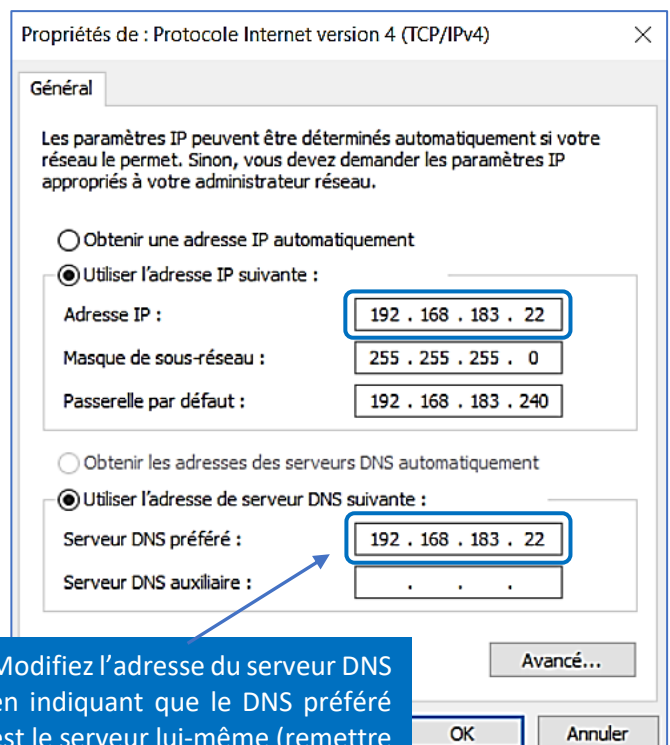 Propriétés de : Protocole Internet version 4 (TCP/IPv4)
Général
Les paramètres IP peuvent être déterminés automatiquement si votre
réseau le permet. Sinon, vous devez demander les paramètres IP
appropriés à votre administrateur réseau.
Obtenir une adresse IP automatiquement
Utiliser l'adresse IP suivante :
Adresse IP : 192 . 168 . 183 . 22
Masque de sous-réseau : 255 . 255 . 255 . 0
Passerelle par défaut : 192 . 168 . 183 . 240
Obtenir les adresses des serveurs DNS automatiquement
Utiliser l'adresse de serveur DNS suivante :
Serveur DNS préféré : 192 . 168 . 183 . 22
Serveur DNS auxiliaire : . . .
Avancé...
Modifiez l'adresse du serveur DNS
en indiquant que le DNS préféré
est le serveur lui-même (remettre
OK Annuler